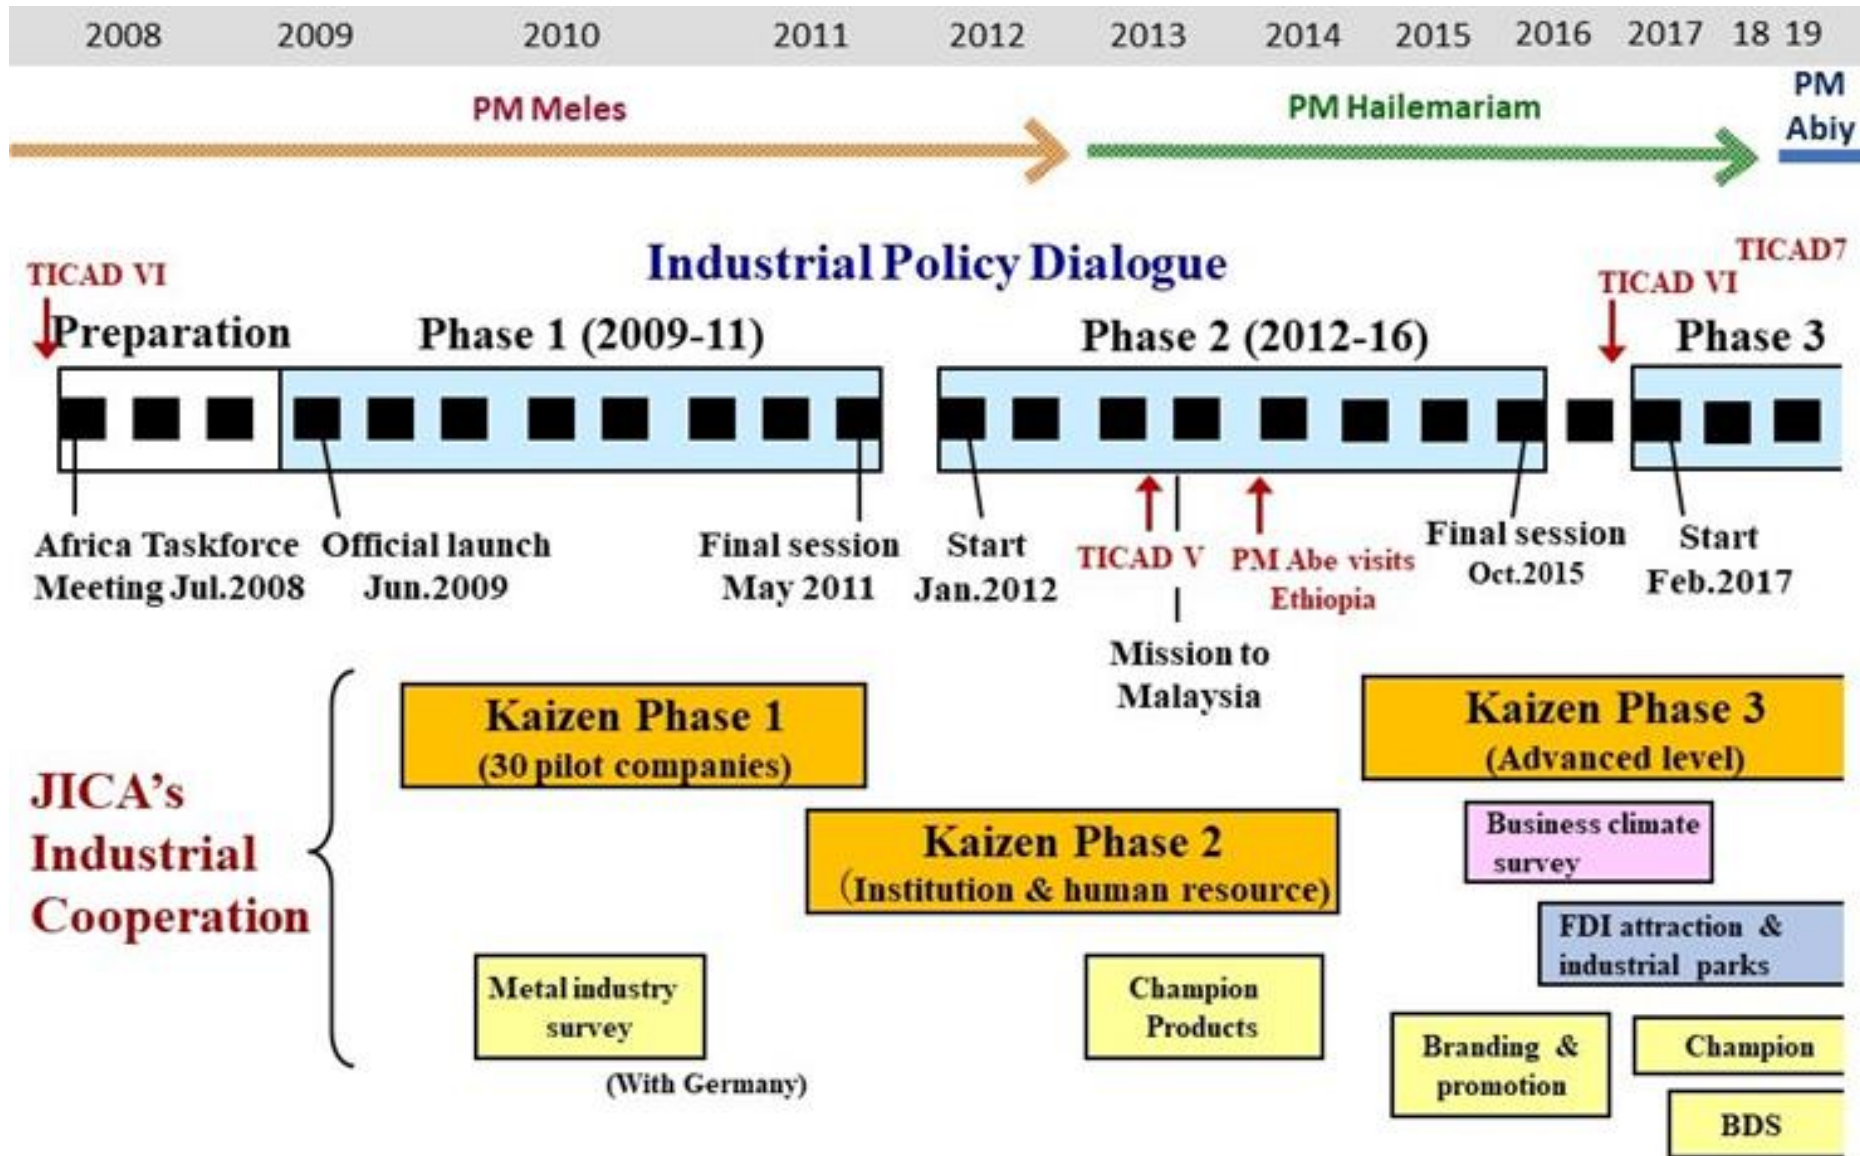 2008 2009 2010 2011 2012 2013 2014 2015 2016 2017 18 19
PM Meles
PM Hailemariam
PM
Abiy
Industrial Policy Dialogue
TICAD VI
TICAD VI
TICAD7
Preparation
Phase 1 (2009-11)
Phase 2 (2012-16)
Phase 3
Africa Taskforce
Meeting Jul.2008
Official launch
Jun.2009
Final session
May 2011
Start
Jan.2012
TICAD V
PM Abe visits
Ethiopia
Final session
Oct.2015
Start
Feb.2017
Mission to
Malaysia
JICA’s
Industrial
Cooperation
Kaizen Phase 1
(30 pilot companies)
Kaizen Phase 2
(Institution & human resource)
Kaizen Phase 3
(Advanced level)
Business climate
survey
FDI attraction &
industrial parks
Metal industry
survey
(With Germany)
Champion
Products
Branding &
promotion
Champion
BDS